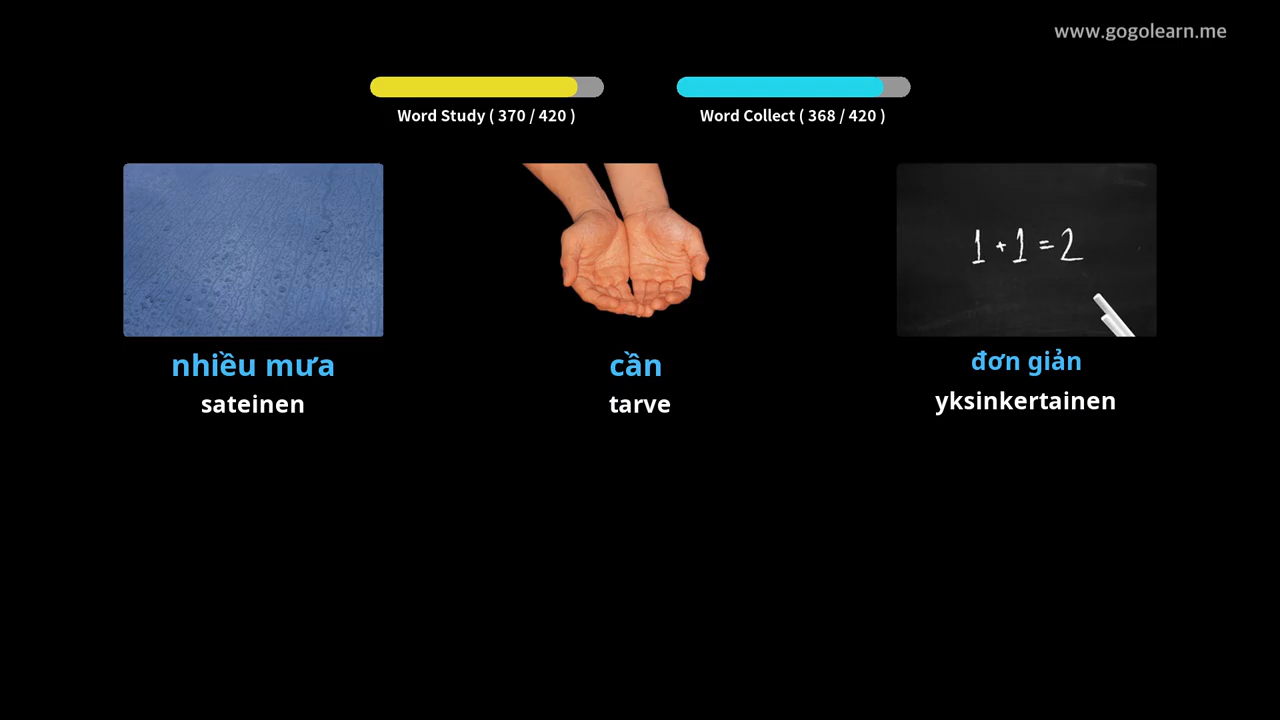 www.gogolearn.me
Word Study ( 370 / 420 )
Word Collect ( 368 / 420 )
1 + 1 = 2
nhiều mưa
cần
đơn giản
sateinen
tarve
yksinkertainen